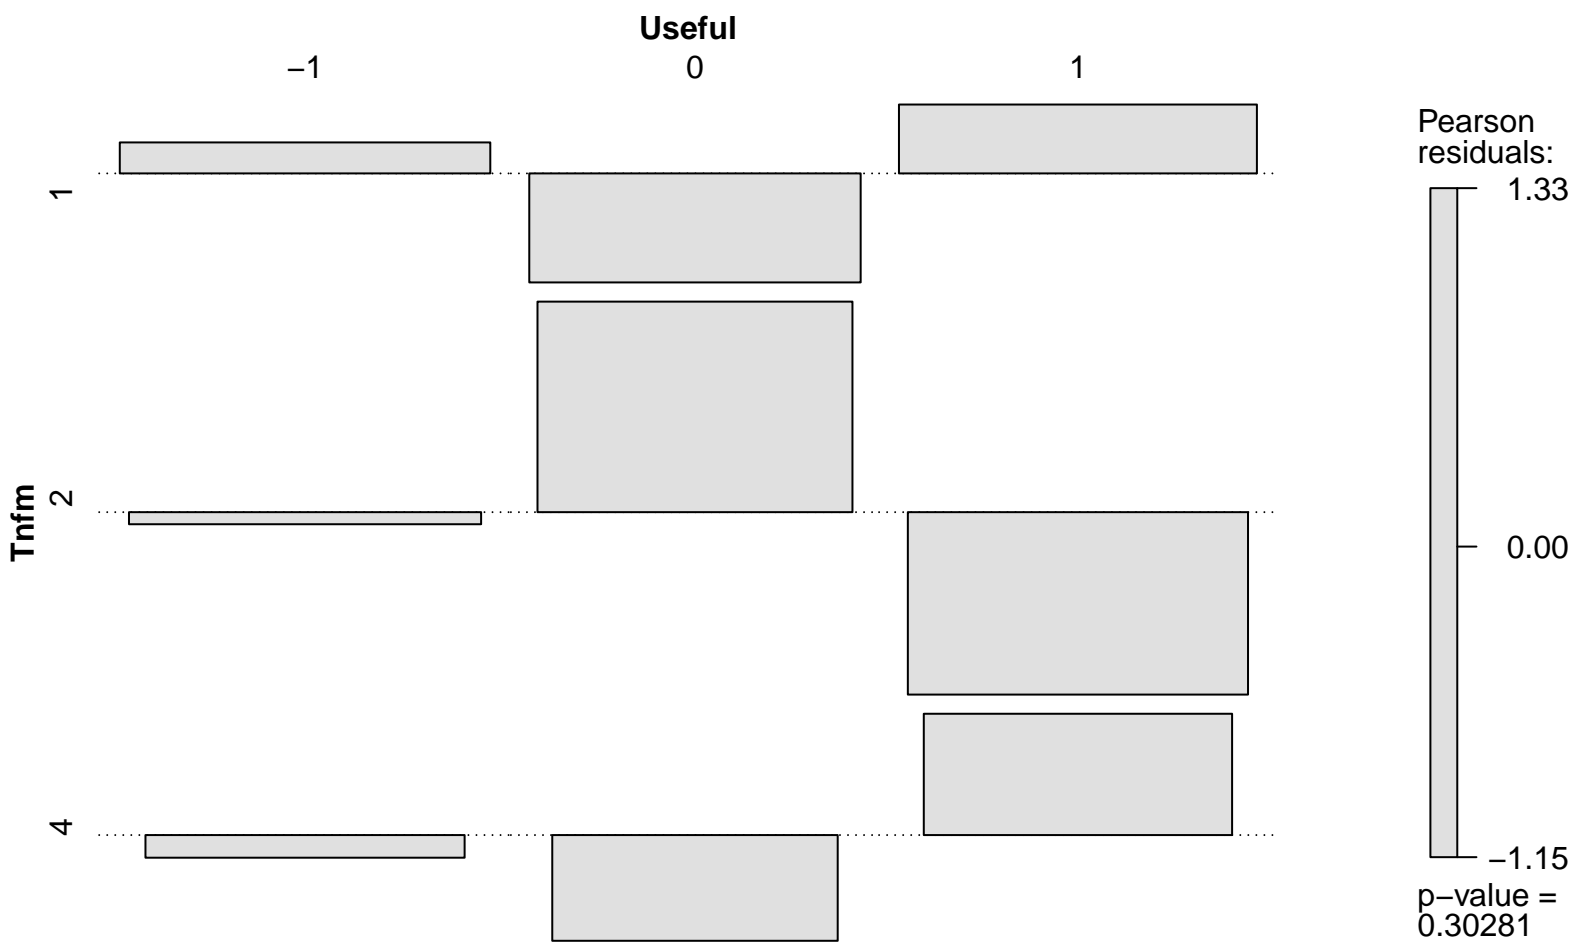 Useful
−1 0 1
Pearson
residuals:
1.33
0.00
−1.15
p−value =
0.30281
Tnfm
1
2
4